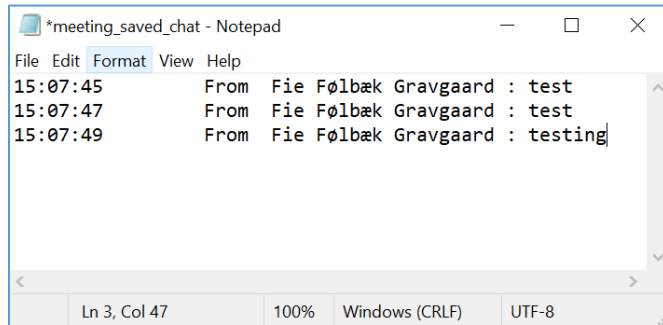 *meeting_saved_chat - Notepad
File Edit Format View Help
15:07:45 From Fie Følbæk Gravgaard : test
15:07:47 From Fie Følbæk Gravgaard : test
15:07:49 From Fie Følbæk Gravgaard : testing
Ln 3, Col 47 100% Windows (CRLF) UTF-8